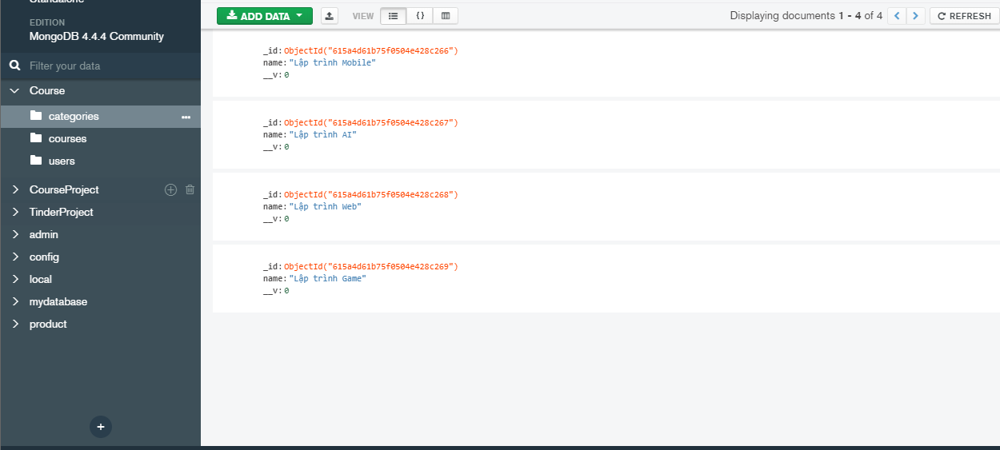 Standalone
EDITION
MongoDB 4.4.4 Community
Filter your data
Course
categories
courses
users
CourseProject
TinderProject
admin
config
local
mydatabase
product
ADD DATA
VIEW
{}
Displaying documents 1 - 4 of 4
REFRESH
_id: ObjectId("615a4d61b75f0504e428c266")
name: "Lập trình Mobile"
__v: 0
_id: ObjectId("615a4d61b75f0504e428c267")
name: "Lập trình AI"
__v: 0
_id: ObjectId("615a4d61b75f0504e428c268")
name: "Lập trình Web"
__v: 0
_id: ObjectId("615a4d61b75f0504e428c269")
name: "Lập trình Game"
__v: 0